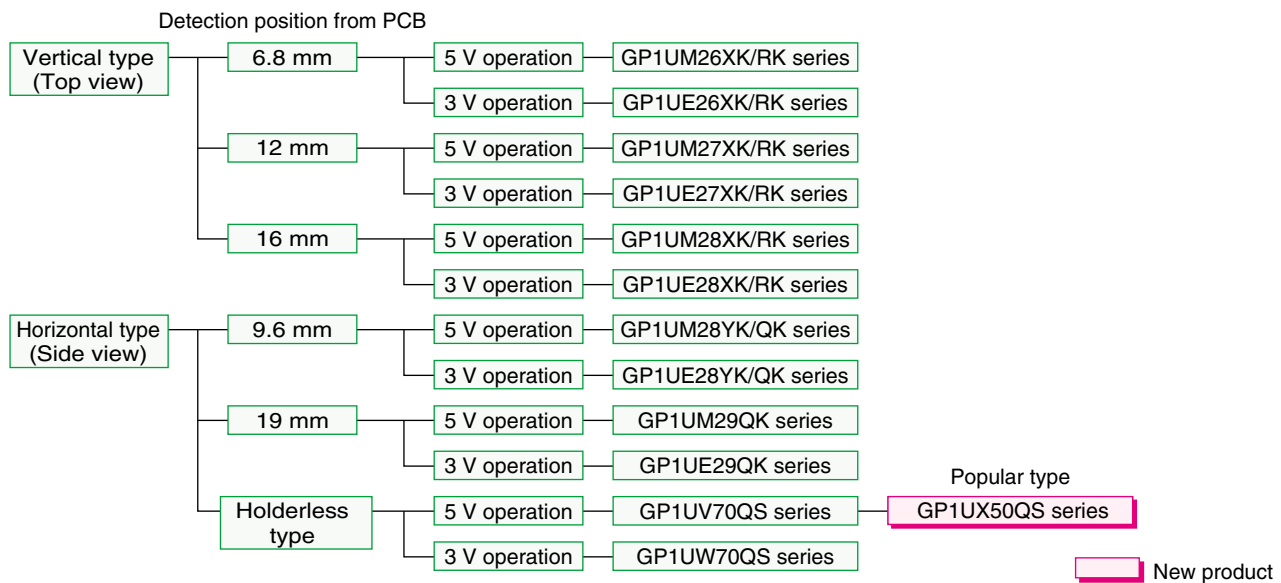 Detection position from PCB
Vertical type
(Top view)
6.8 mm
5 V operation
GP1UM26XK/RK series
3 V operation
GP1UE26XK/RK series
12 mm
5 V operation
GP1UM27XK/RK series
3 V operation
GP1UE27XK/RK series
16 mm
5 V operation
GP1UM28XK/RK series
3 V operation
GP1UE28XK/RK series
Horizontal type
(Side view)
9.6 mm
5 V operation
GP1UM28YK/QK series
3 V operation
GP1UE28YK/QK series
19 mm
5 V operation
GP1UM29QK series
3 V operation
GP1UE29QK series
Holderless
type
5 V operation
GP1UV70QS series
Popular type
GP1UX50QS series
3 V operation
GP1UW70QS series
New product